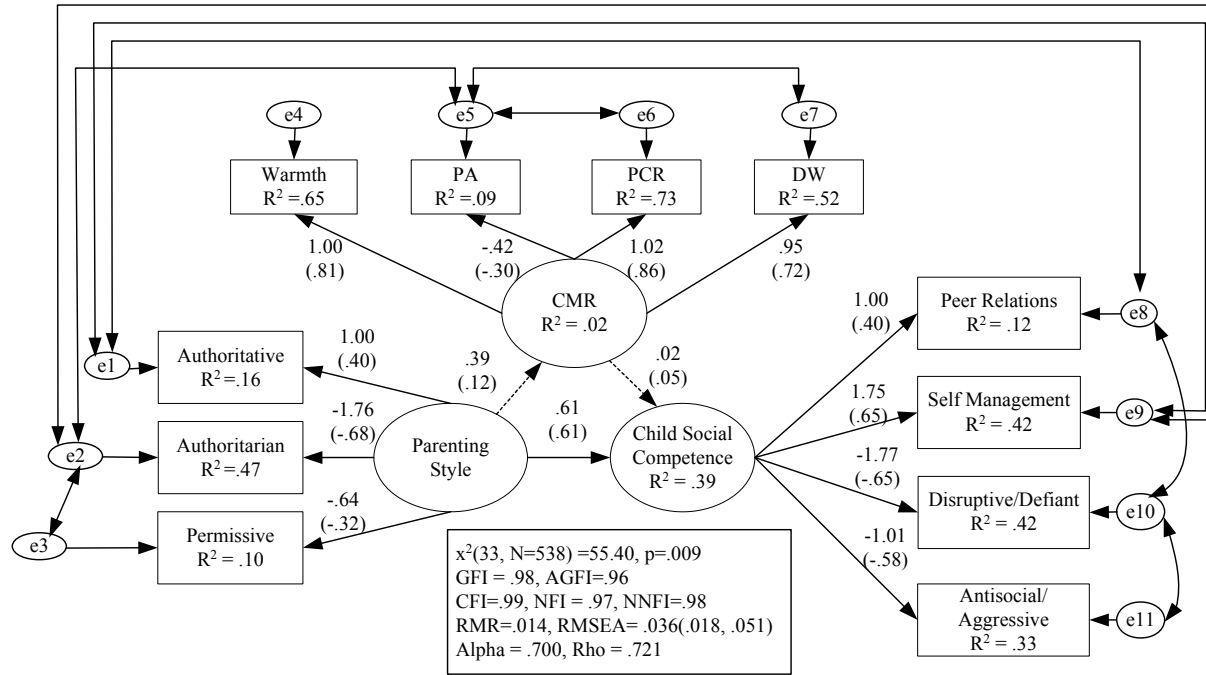 e4
e5
e6
e7
Warmth
R² =.65
PA
R² =.09
PCR
R² =.73
DW
R² =.52
1.00
(.81)
-.42
(-.30)
1.02
(.86)
.95
(.72)
CMR
R² = .02
e1
Authoritative
R² =.16
1.00
(.40)
.39
(.12)
.02
(.05)
e2
Authoritarian
R² =.47
-1.76
(-.68)
Parenting
Style
.61
(.61)
Child Social
Competence
R² = .39
e3
Permissive
R² = .10
-.64
(-.32)
1.00
(.40)
Peer Relations
R² = .12
e8
1.75
(.65)
Self Management
R² = .42
e9
-1.77
(-.65)
Disruptive/Defiant
R² = .42
e10
-1.01
(-.58)
Antisocial/
Aggressive
R² = .33
e11
x²(33, N=538) =55.40, p=.009
GFI = .98, AGFI=.96
CFI=.99, NFI = .97, NNFI=.98
RMR=.014, RMSEA= .036(.018, .051)
Alpha = .700, Rho = .721